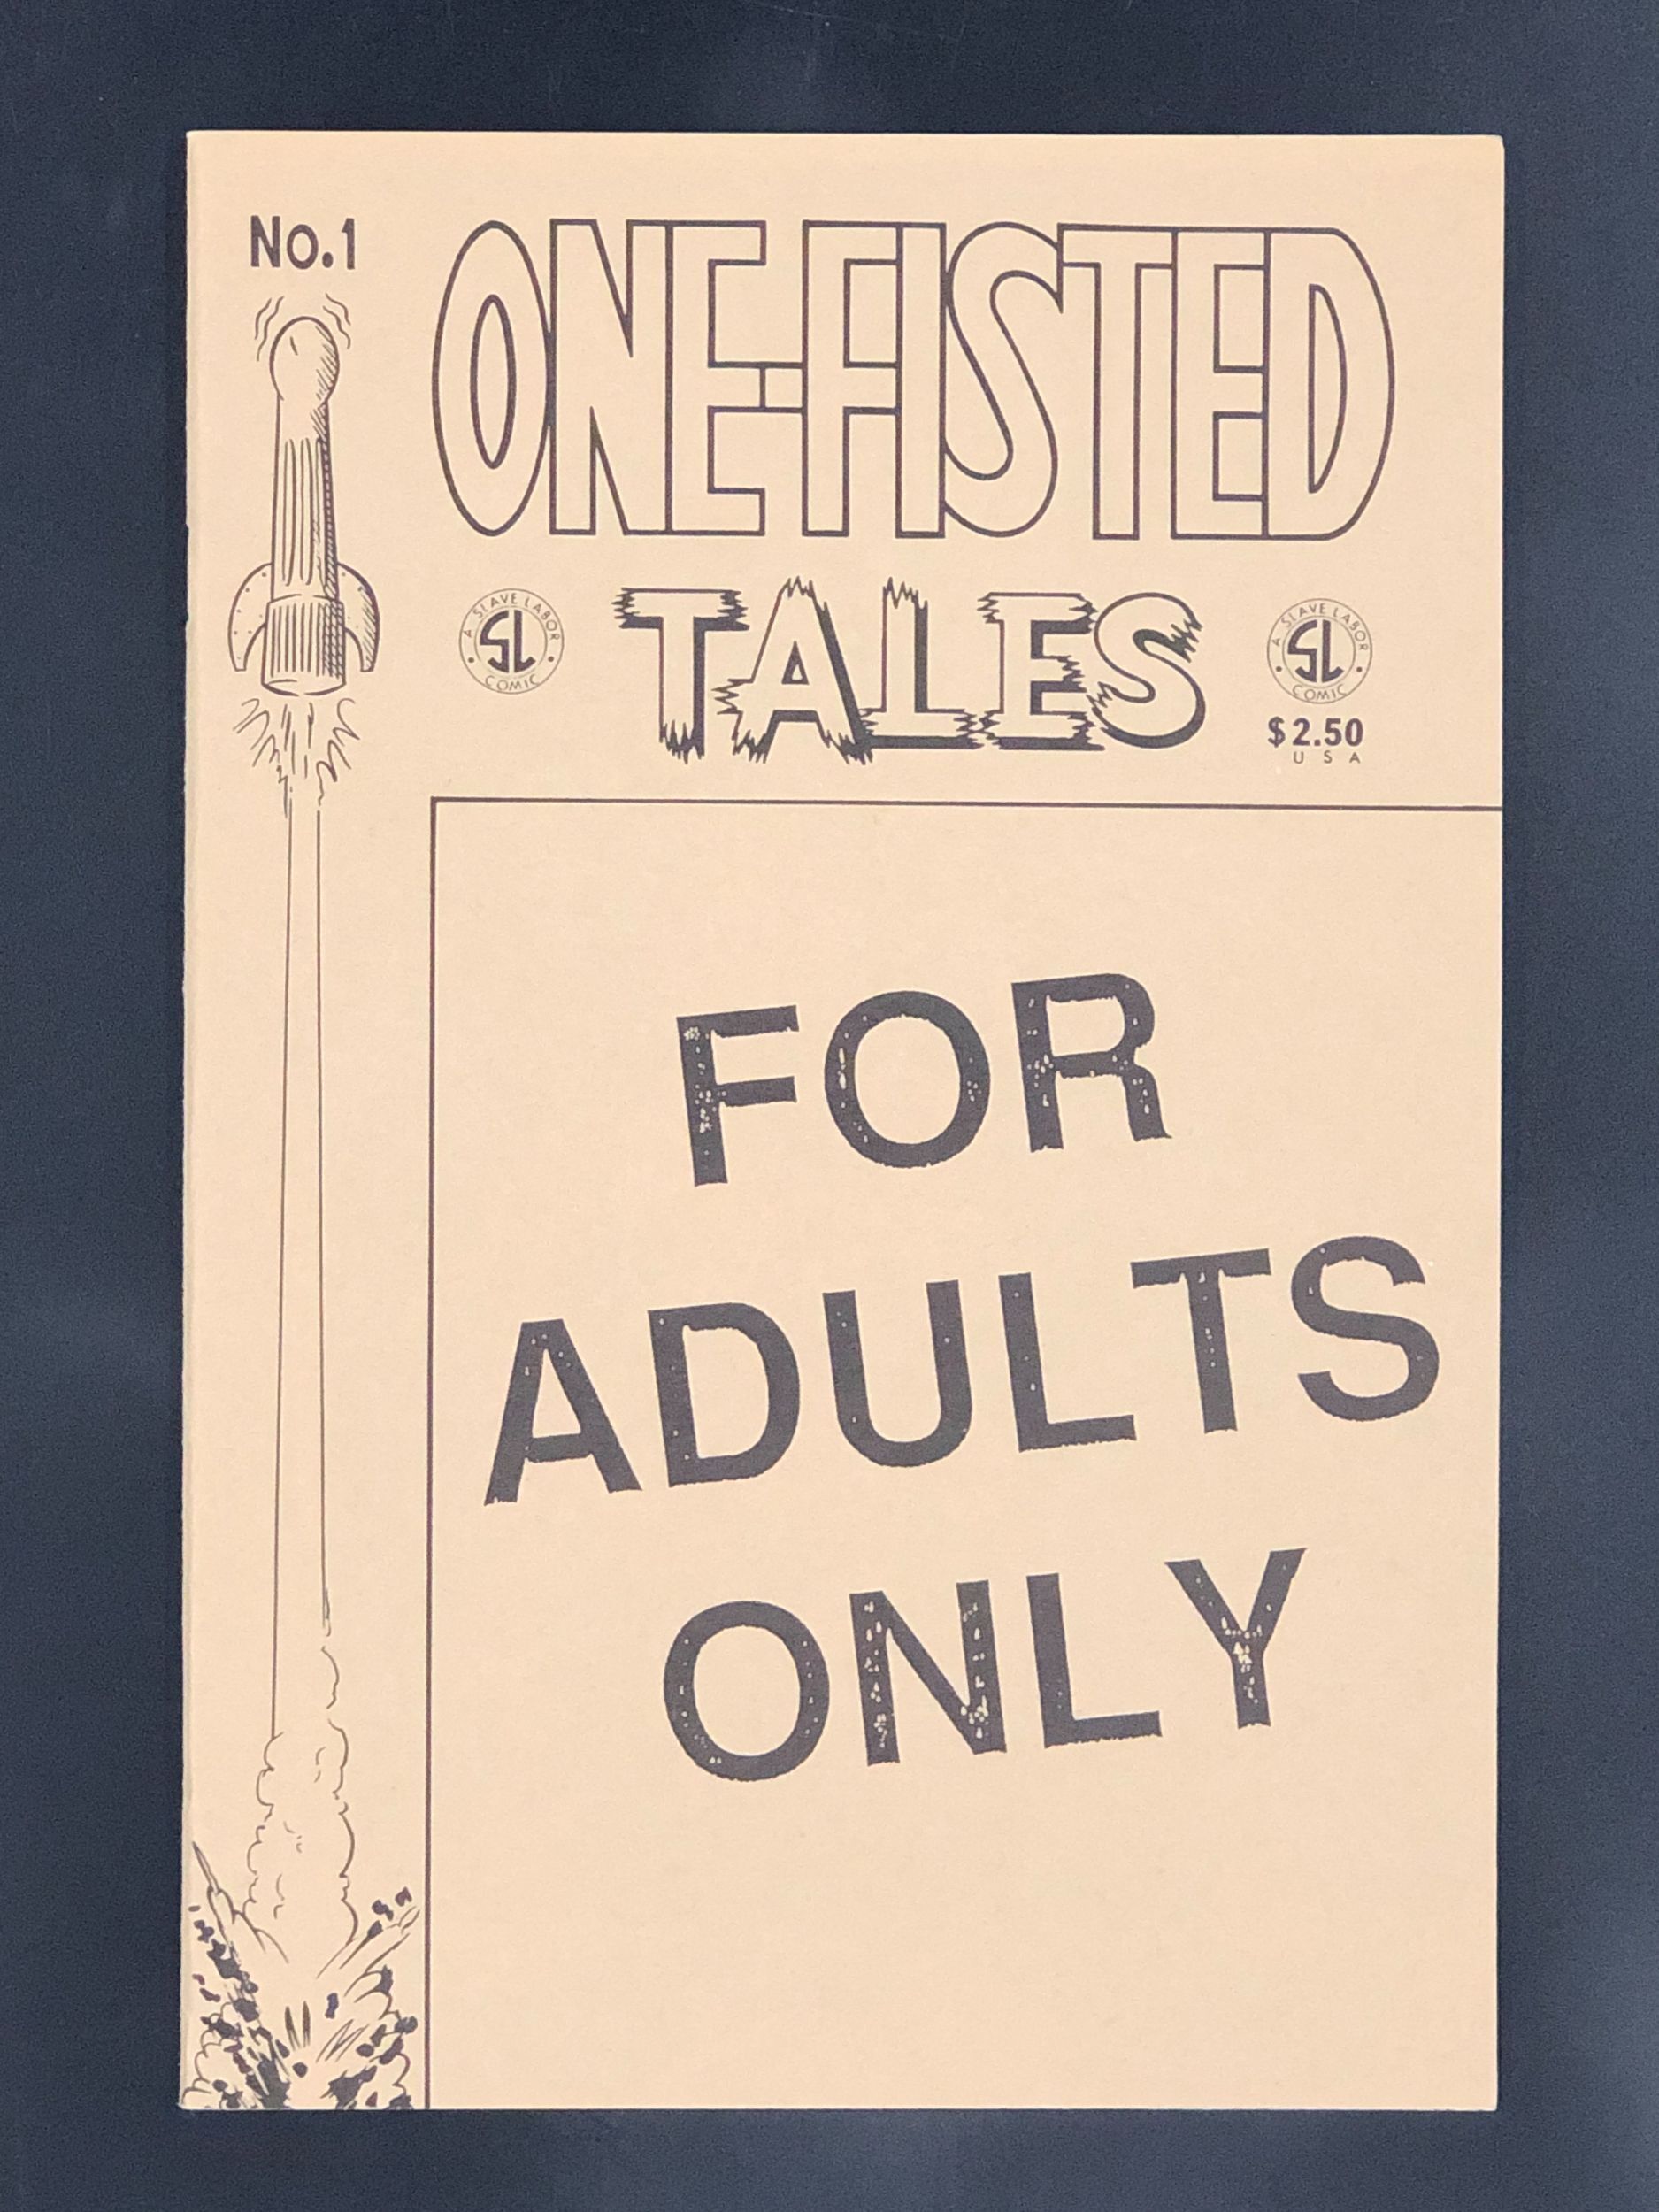 No.1
ONE-FISTED
TALES
A SLAVE LABOR
SL
COMIC
A SLAVE LABOR
SL
COMIC
$2.50
USA
FOR
ADULTS
ONLY